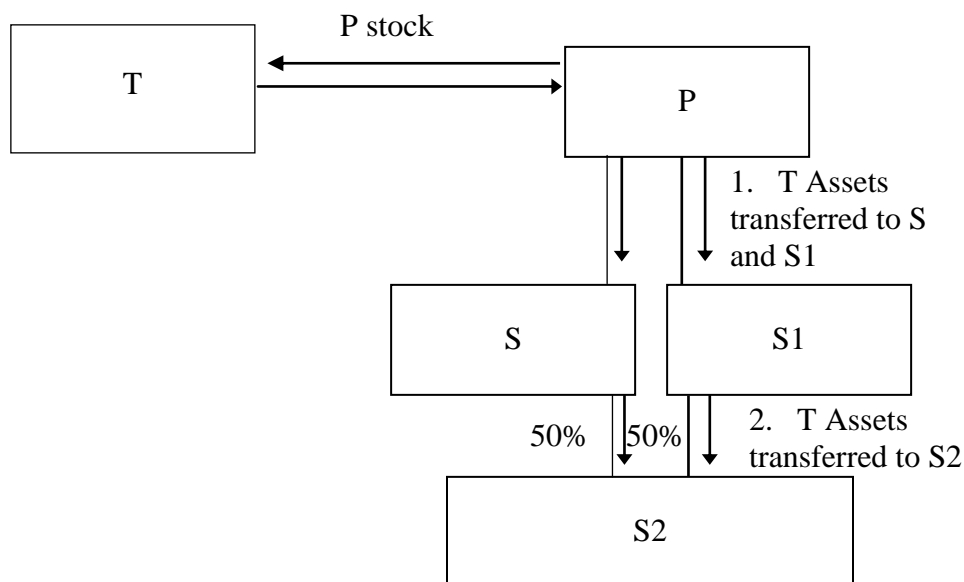 P stock
T
P
1. T Assets
transferred to S
and S1
S
S1
50%
50%
2. T Assets
transferred to S2
S2